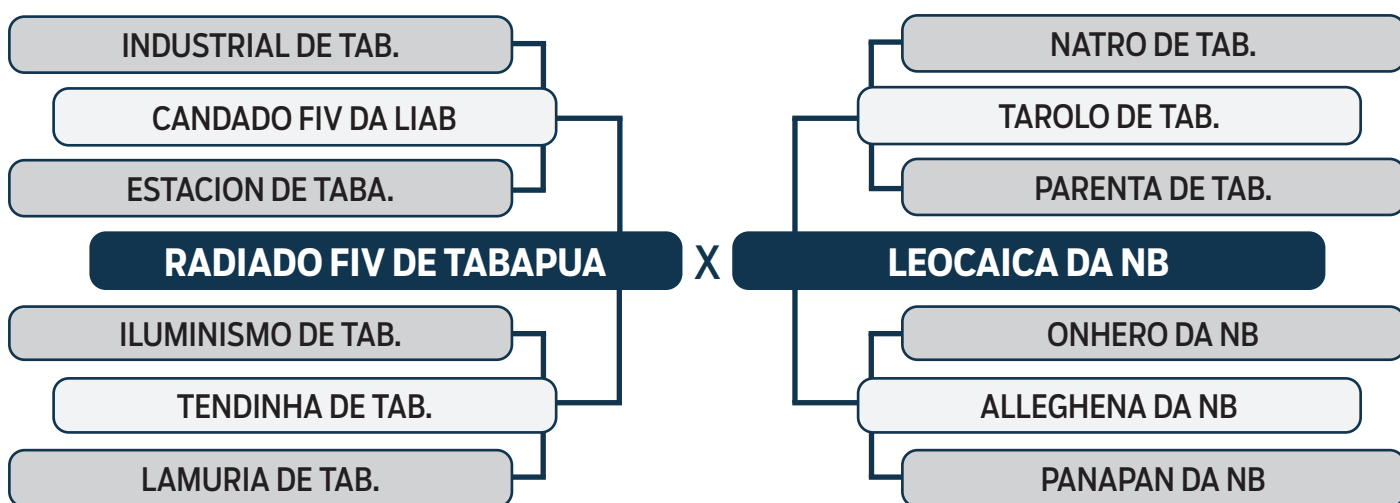 INDUSTRIAL DE TAB.
CANDADO FIV DA LIAB
ESTACION DE TABA.
RADIADO FIV DE TABAPUA
ILUMINISMO DE TAB.
TENDINHA DE TAB.
LAMURIA DE TAB.
X
NATRO DE TAB.
TAROLO DE TAB.
PARENTA DE TAB.
LEOCAICA DA NB
ONHERO DA NB
ALLEGHENA DA NB
PANAPAN DA NB